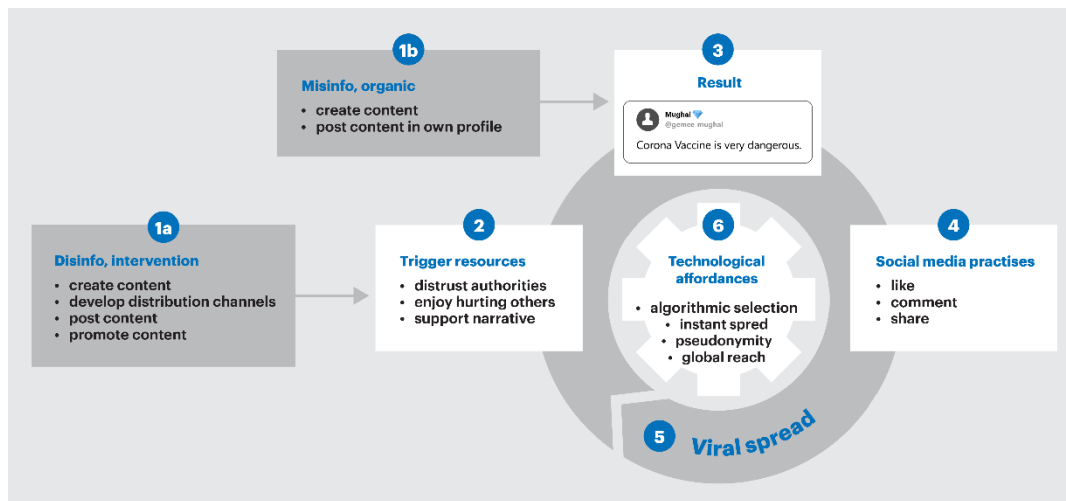 1b
Misinfo, organic
• create content
• post content in own profile
3
Result
Mughal 💎
@gemee mughal
Corona Vaccine is very dangerous.
1a
Disinfo, intervention
• create content
• develop distribution channels
• post content
• promote content
2
Trigger resources
• distrust authorities
• enjoy hurting others
• support narrative
6
Technological
affordances
• algorithmic selection
• instant spred
• pseudonymity
• global reach
4
Social media practises
• like
• comment
• share
5
Viral spread